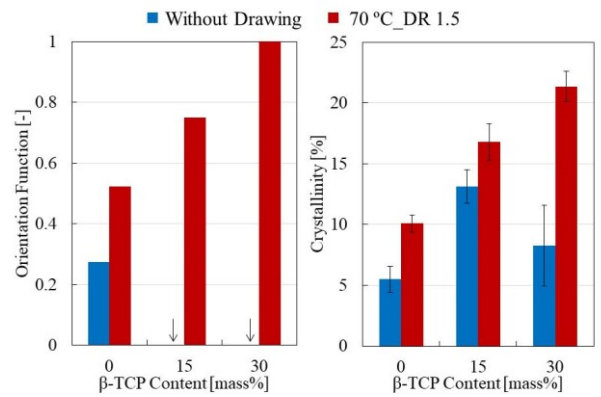 Without Drawing
70 ºC_DR 1.5
Orientation Function [-]
1
0.8
0.6
0.4
0.2
0
0 15 30
β-TCP Content [mass%]
Crystallinity [%]
25
20
15
10
5
0
0 15 30
β-TCP Content [mass%]